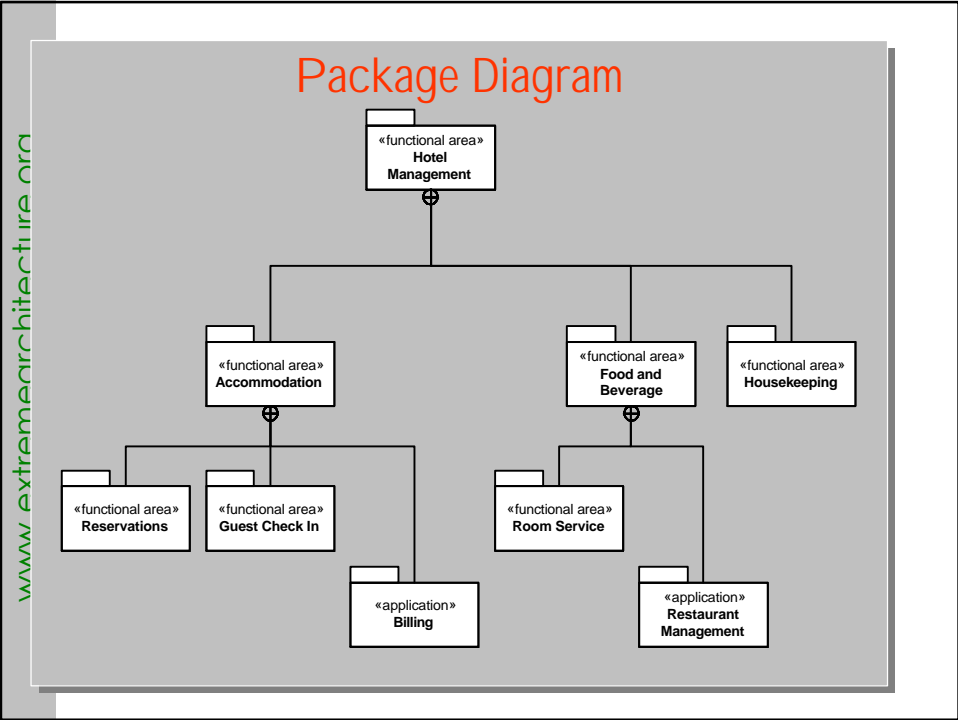 Package Diagram
www.extremearchitecture.org
«functional area»
Hotel
Management
«functional area»
Accommodation
«functional area»
Food and
Beverage
«functional area»
Housekeeping
«functional area»
Reservations
«functional area»
Guest Check In
«functional area»
Room Service
«application»
Billing
«application»
Restaurant
Management